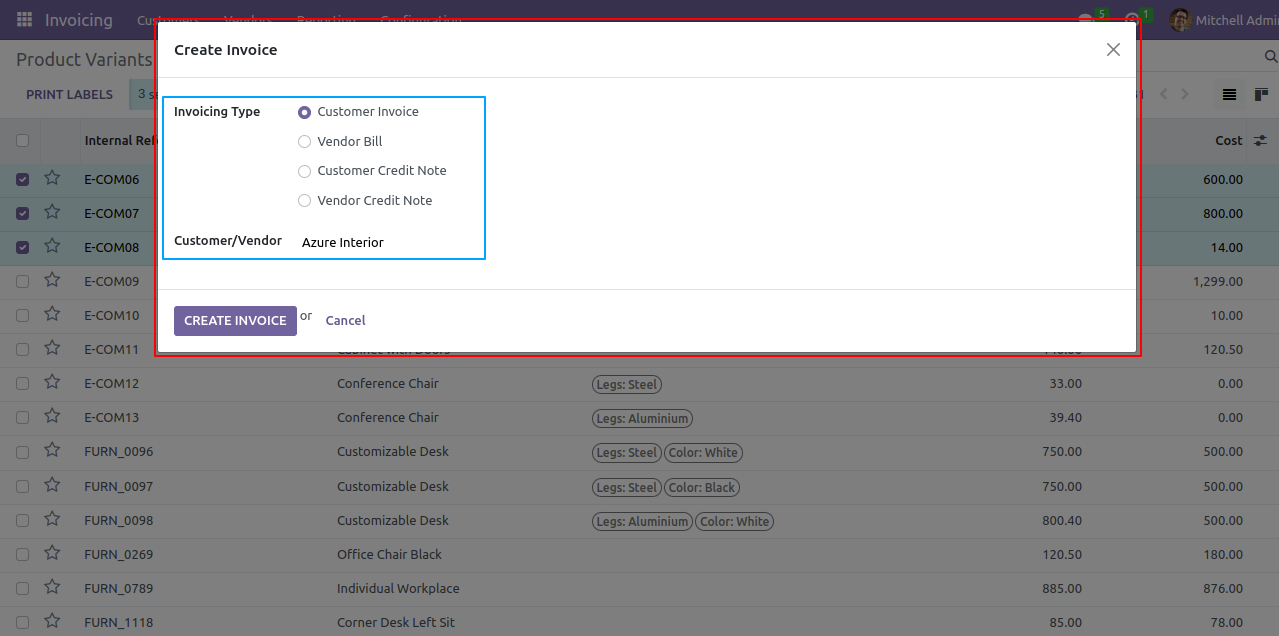 Invoicing Customers Vendors Reporting Configuration 5 1 Mitchell Admi
Product Variants
Create Invoice
PRINT LABELS 3 se
Invoicing Type Customer Invoice
Vendor Bill
Customer Credit Note
Vendor Credit Note
Customer/Vendor Azure Interior
CREATE INVOICE or Cancel
Internal Refe Cost
E-COM06 600.00
E-COM07 800.00
E-COM08 14.00
E-COM09 1,299.00
E-COM10 10.00
E-COM11 Cabinet with Doors 120.50
E-COM12 Conference Chair Legs: Steel 33.00 0.00
E-COM13 Conference Chair Legs: Aluminium 39.40 0.00
FURN_0096 Customizable Desk Legs: Steel Color: White 750.00 500.00
FURN_0097 Customizable Desk Legs: Steel Color: Black 750.00 500.00
FURN_0098 Customizable Desk Legs: Aluminium Color: White 800.40 500.00
FURN_0269 Office Chair Black 120.50 180.00
FURN_0789 Individual Workplace 885.00 876.00
FURN_1118 Corner Desk Left Sit 85.00 78.00